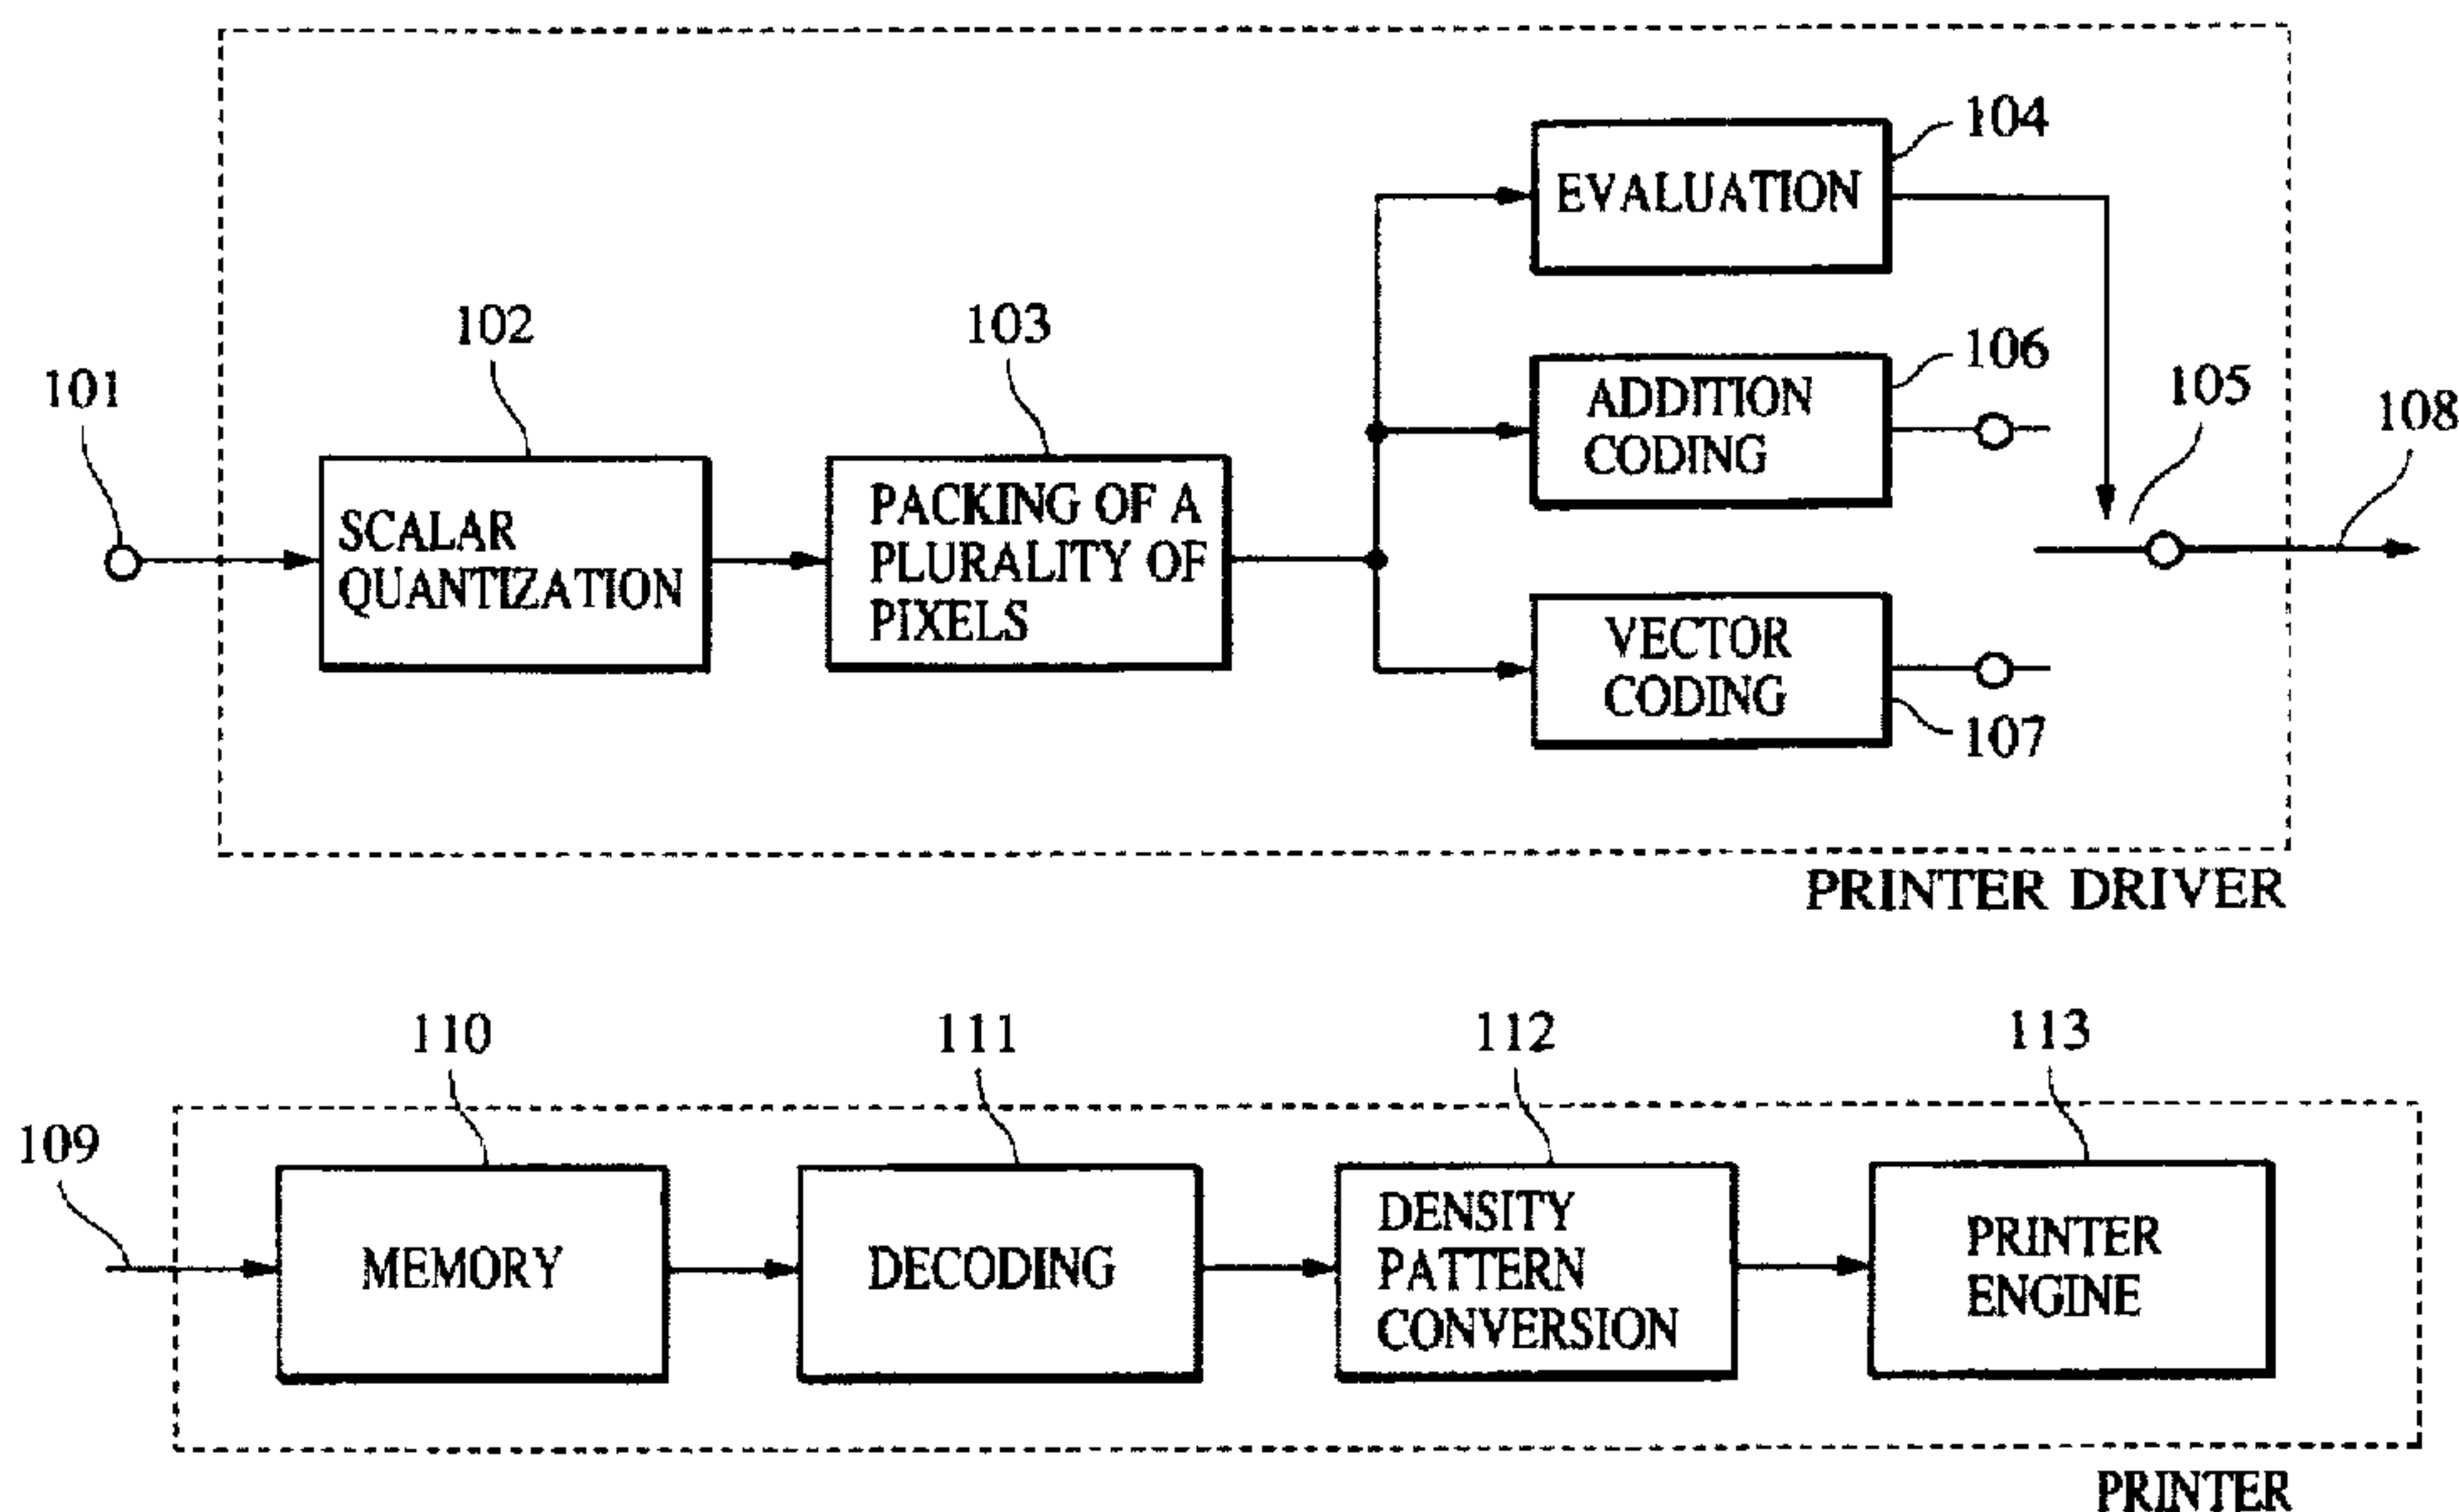 104
EVALUATION
102
103
106
101
ADDITION
CODING
105
108
SCALAR
QUANTIZATION
PACKING OF A
PLURALITY OF
PIXELS
VECTOR
CODING
107
PRINTER DRIVER
110
111
112
113
109
MEMORY
DECODING
DENSITY
PATTERN
CONVERSION
PRINTER
ENGINE
PRINTER